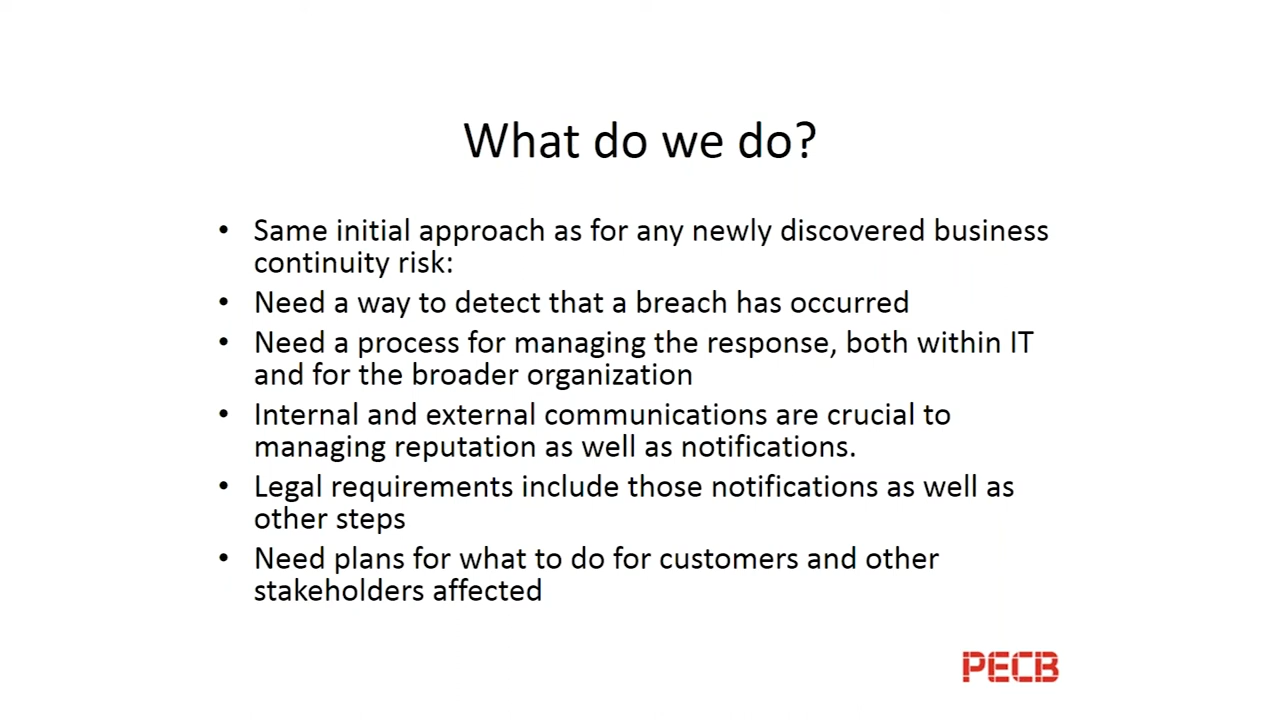 What do we do?
• Same initial approach as for any newly discovered business
continuity risk:
• Need a way to detect that a breach has occurred
• Need a process for managing the response, both within IT
and for the broader organization
• Internal and external communications are crucial to
managing reputation as well as notifications.
• Legal requirements include those notifications as well as
other steps
• Need plans for what to do for customers and other
stakeholders affected
PECB